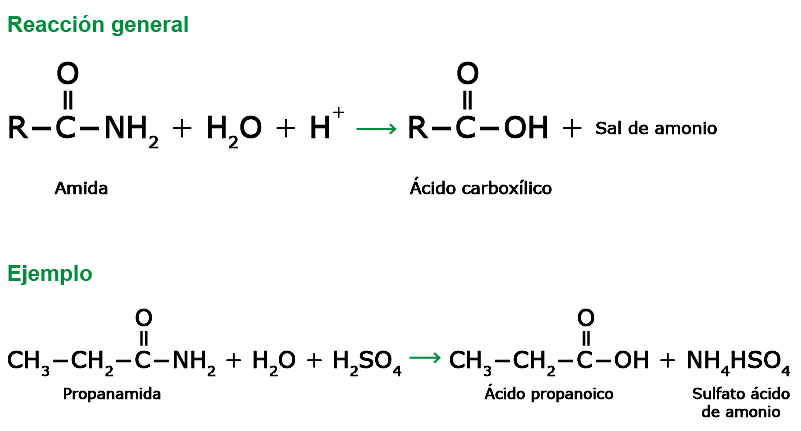 Reacción general
O O
R–C–NH₂ + H₂O + H⁺ ⟶ R–C–OH + Sal de amonio
Amida Ácido carboxílico
Ejemplo
O O
CH₃–CH₂–C–NH₂ + H₂O + H₂SO₄ ⟶ CH₃–CH₂–C–OH + NH₄HSO₄
Propanamida Ácido propanoico Sulfato ácido
de amonio